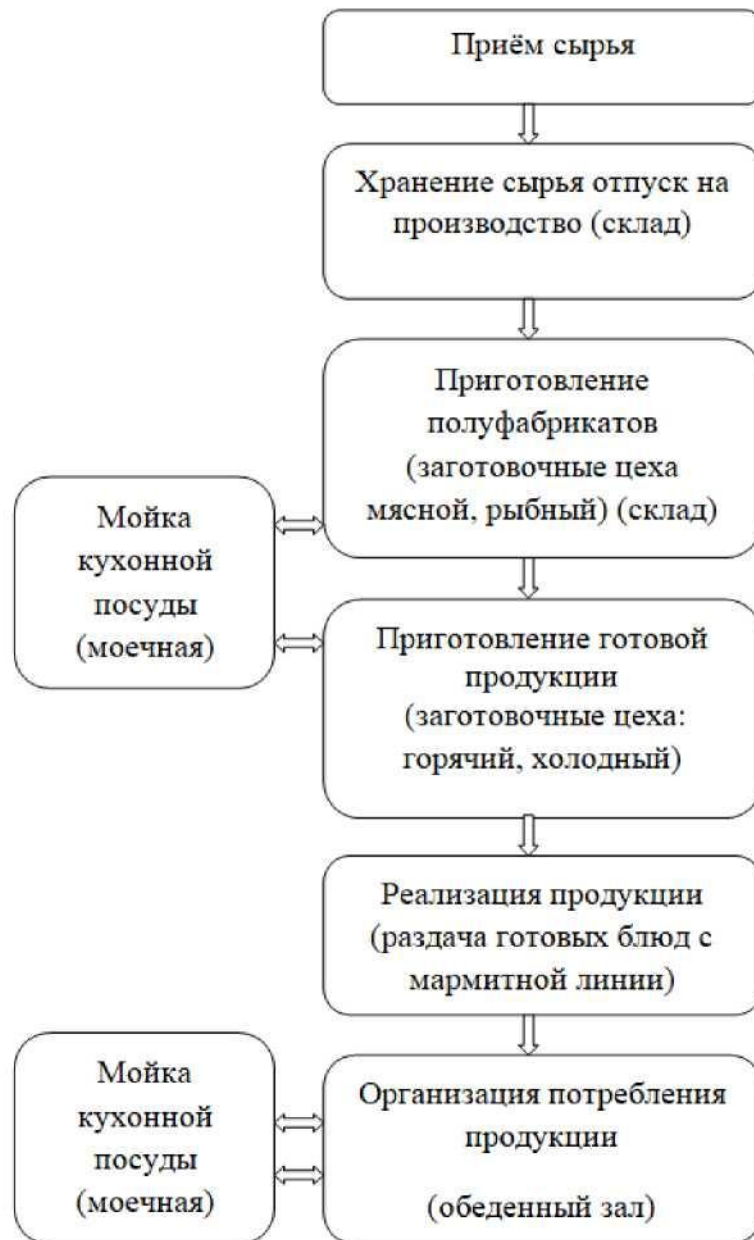 Приём сырья
Хранение сырья отпуск на
производство (склад)
Приготовление
полуфабрикатов
(заготовочные цеха
мясной, рыбный) (склад)
Мойка
кухонной
посуды
(моечная)
Приготовление готовой
продукции
(заготовочные цеха:
горячий, холодный)
Реализация продукции
(раздача готовых блюд с
мармитной линии)
Мойка
кухонной
посуды
(моечная)
Организация потребления
продукции
(обеденный зал)